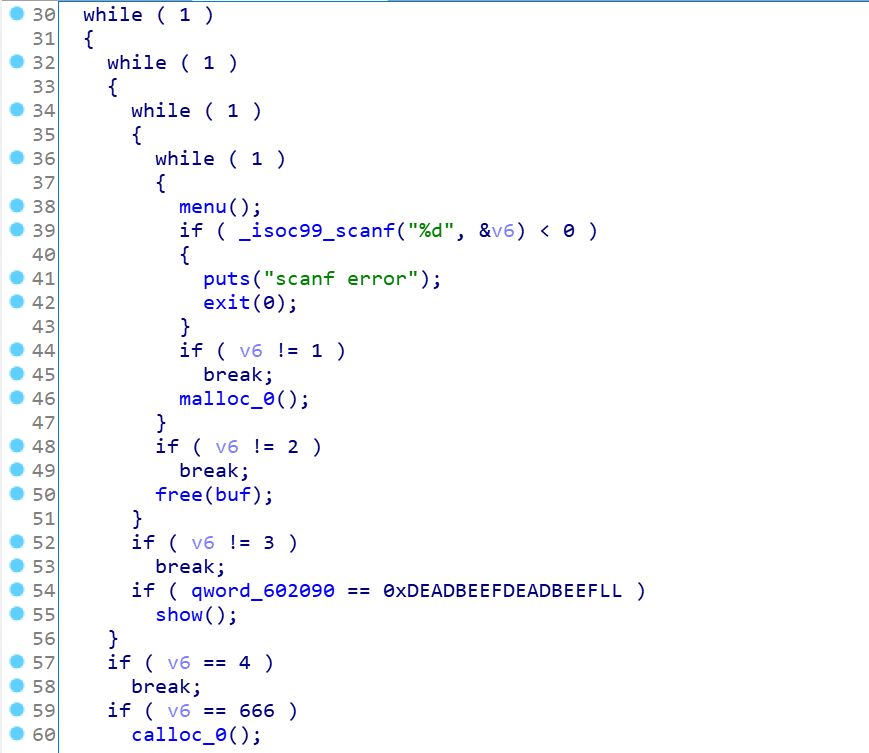 30 while ( 1 )
31 {
32 while ( 1 )
33 {
34 while ( 1 )
35 {
36 while ( 1 )
37 {
38 menu();
39 if ( _isoc99_scanf("%d", &v6) < 0 )
40 {
41 puts("scanf error");
42 exit(0);
43 }
44 if ( v6 != 1 )
45 break;
46 malloc_0();
47 }
48 if ( v6 != 2 )
49 break;
50 free(buf);
51 }
52 if ( v6 != 3 )
53 break;
54 if ( qword_602090 == 0xDEADBEEFDEADBEEFLL )
55 show();
56 }
57 if ( v6 == 4 )
58 break;
59 if ( v6 == 666 )
60 calloc_0();